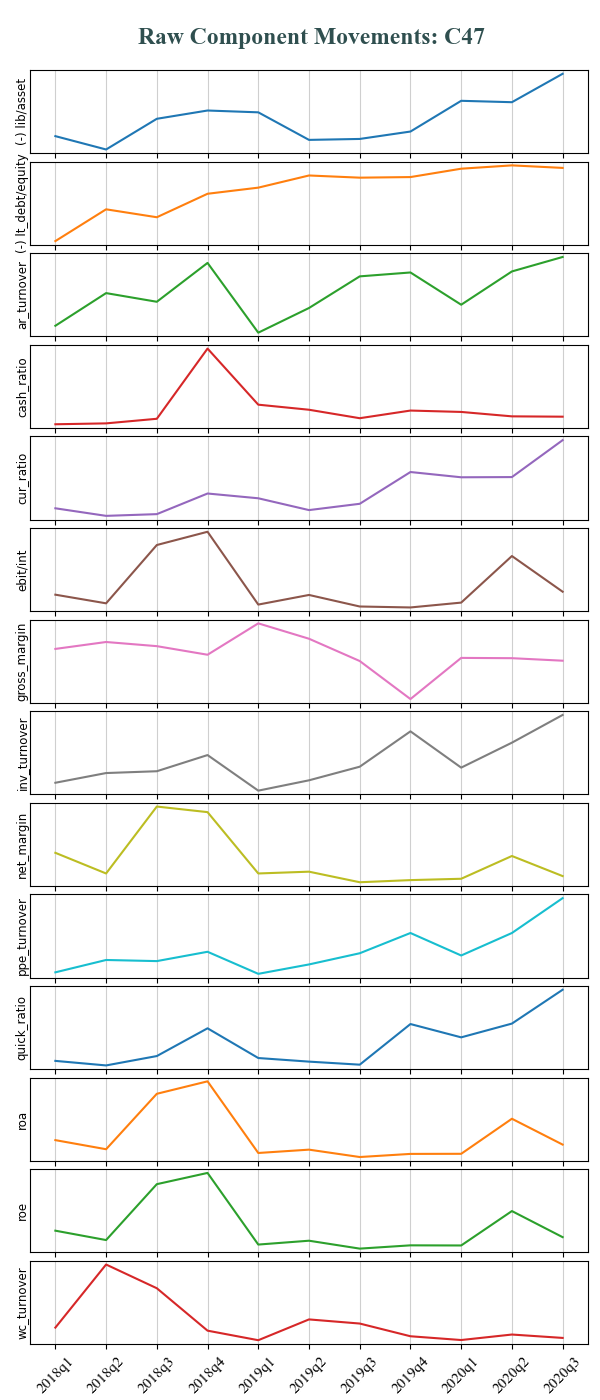 Raw Component Movements: C47
(-) lib/asset
(-) lt_debt/equity
ar_turnover
cash_ratio
cur_ratio
ebit/int
gross_margin
inv_turnover
net_margin
ppe_turnover
quick_ratio
roa
roe
wc_turnover
2018q1 2018q2 2018q3 2018q4 2019q1 2019q2 2019q3 2019q4 2020q1 2020q2 2020q3